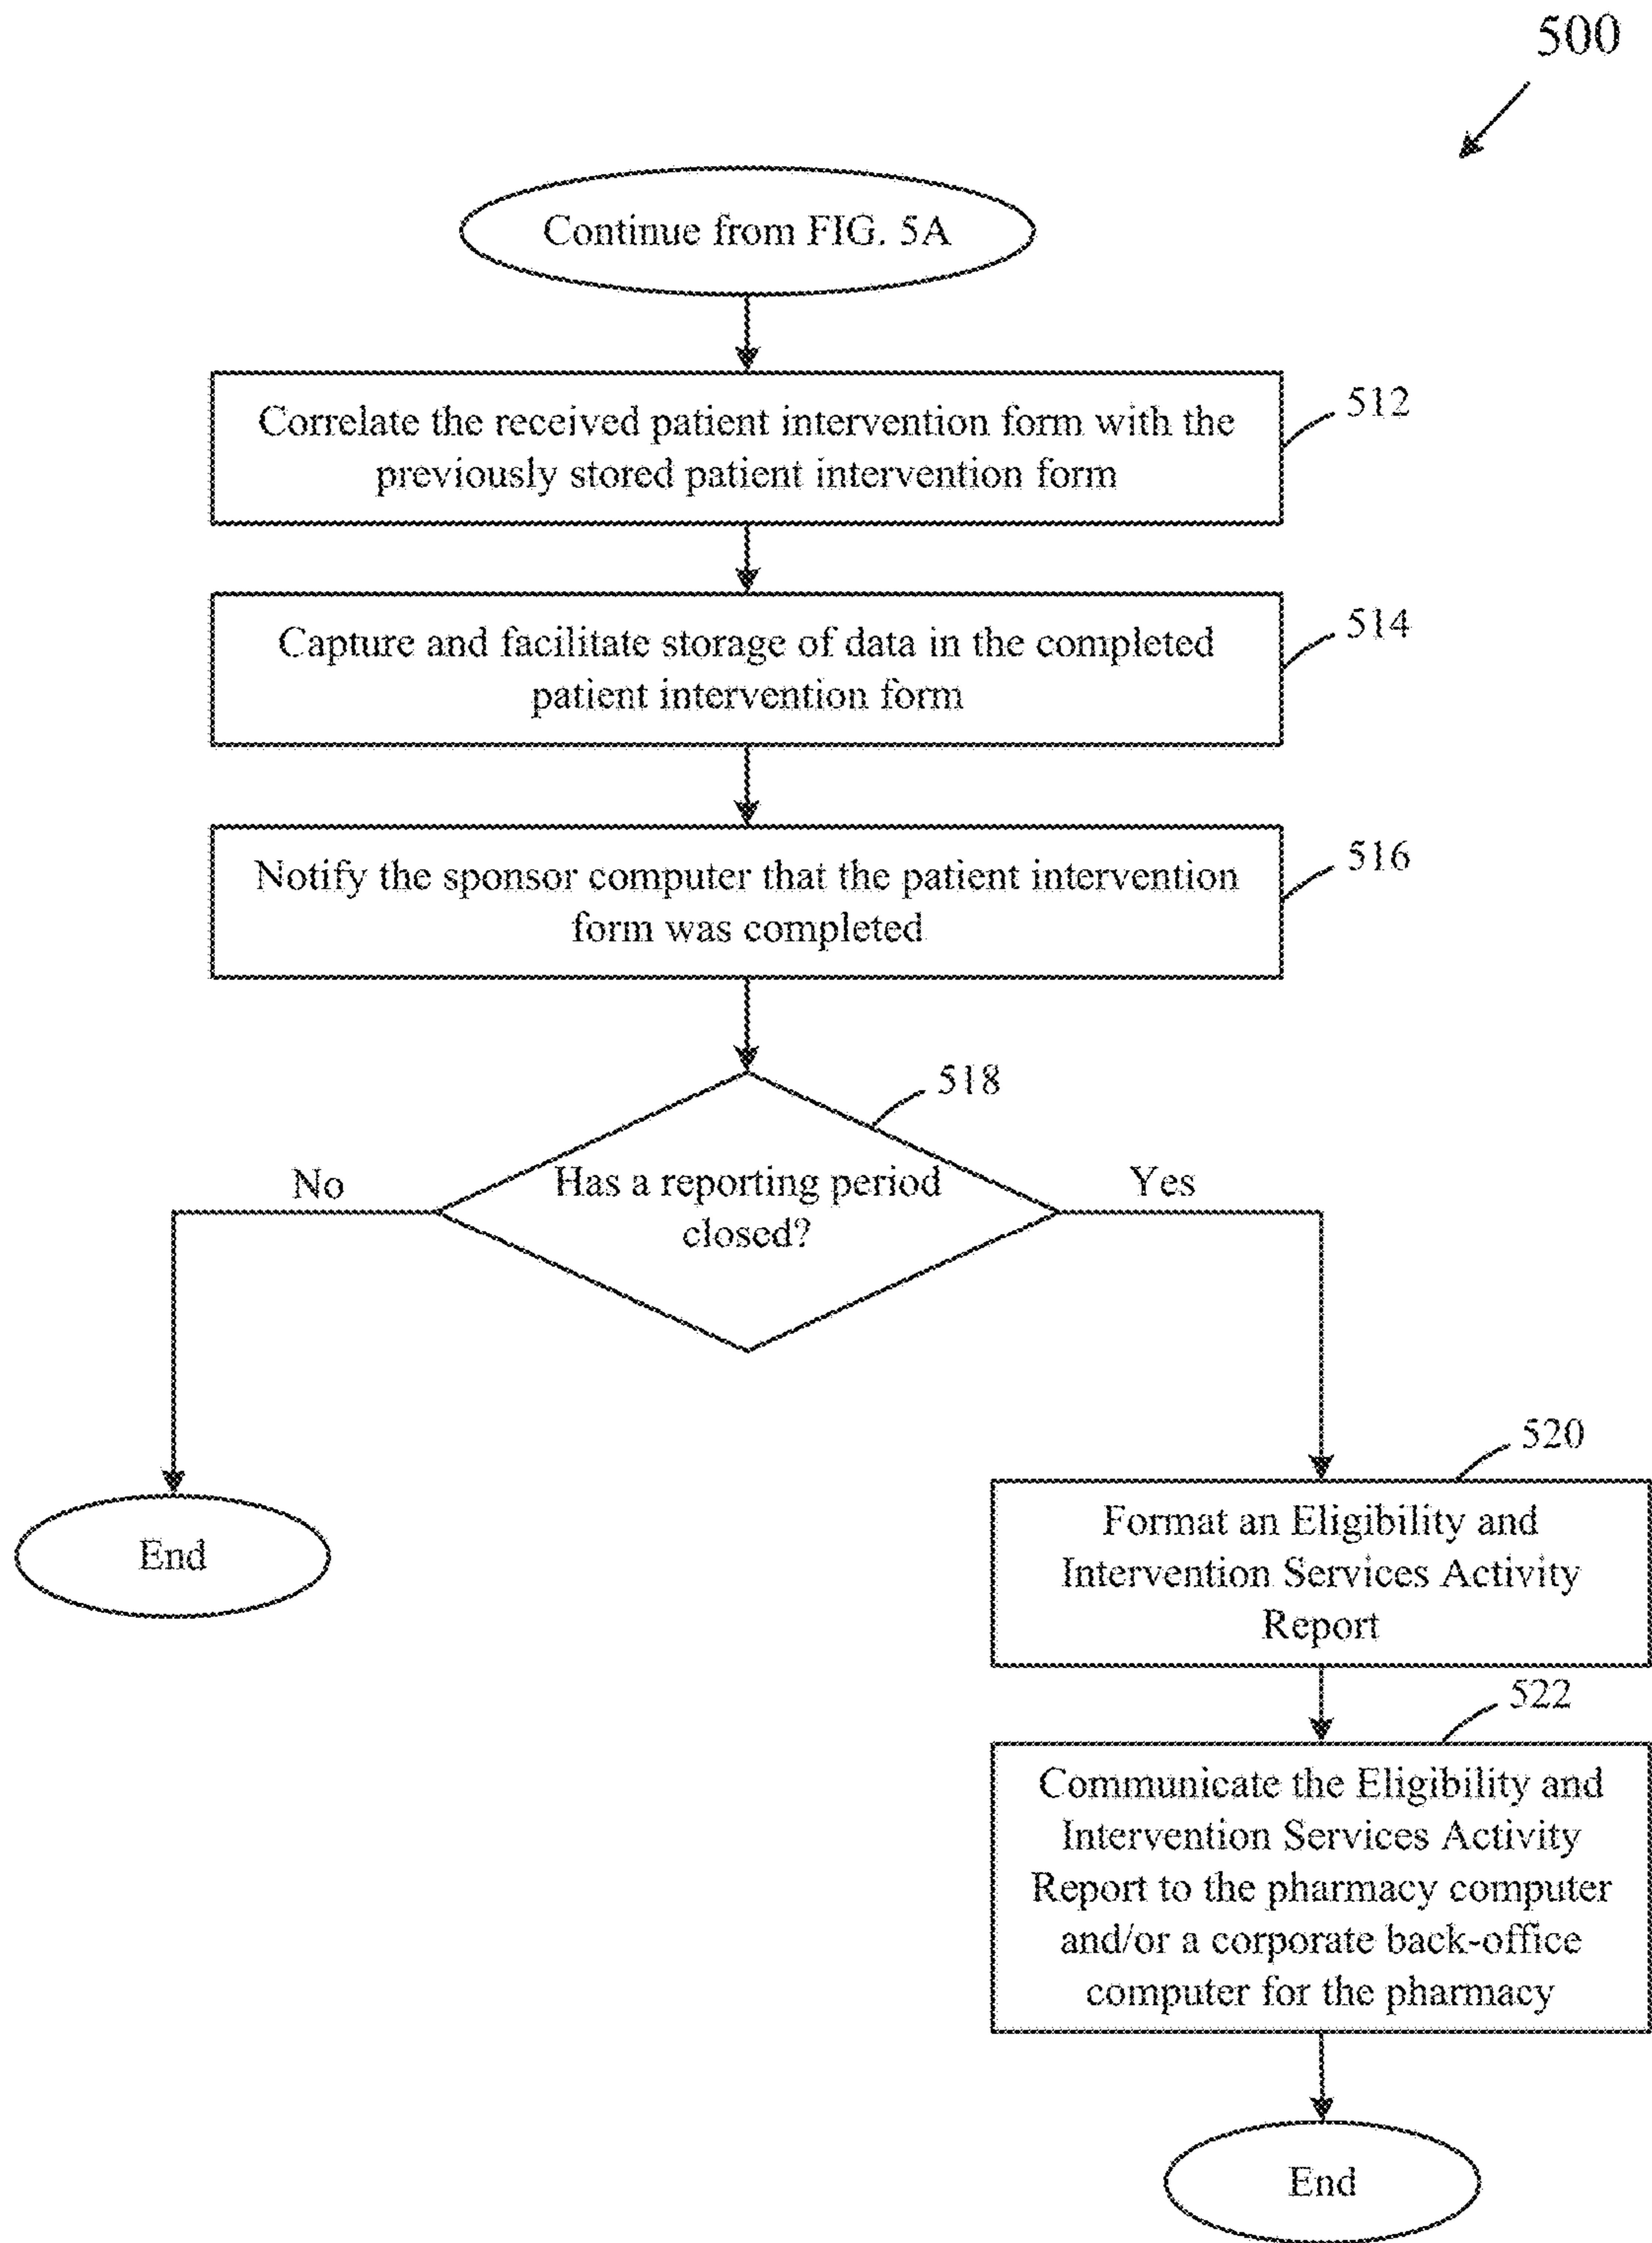 500
Continue from FIG. 5A
Correlate the received patient intervention form with the
previously stored patient intervention form
512
Capture and facilitate storage of data in the completed
patient intervention form
514
Notify the sponsor computer that the patient intervention
form was completed
516
518
No
Has a reporting period
closed?
Yes
520
Format an Eligibility and
Intervention Services Activity
Report
End
522
Communicate the Eligibility and
Intervention Services Activity
Report to the pharmacy computer
and/or a corporate back-office
computer for the pharmacy
End